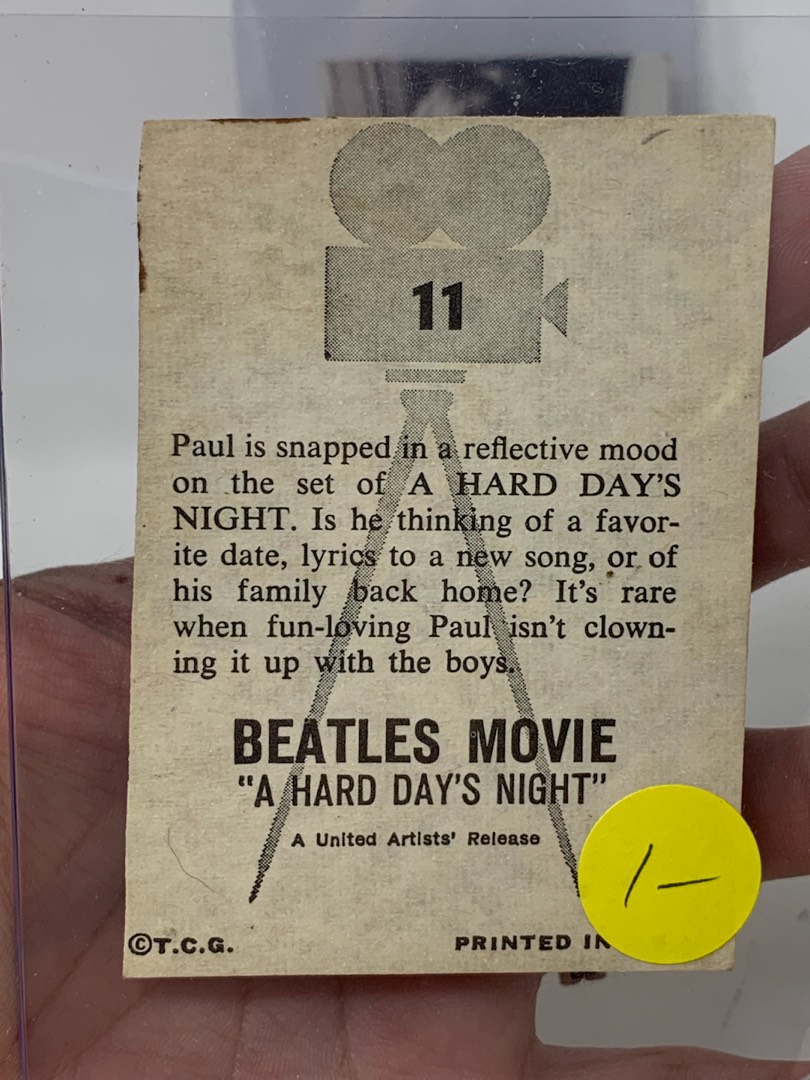 11
Paul is snapped in a reflective mood
on the set of A HARD DAY'S
NIGHT. Is he thinking of a favor-
ite date, lyrics to a new song, or of
his family back home? It's rare
when fun-loving Paul isn't clown-
ing it up with the boys.
BEATLES MOVIE
"A HARD DAY'S NIGHT"
A United Artists' Release
©T.C.G.
PRINTED IN
1-